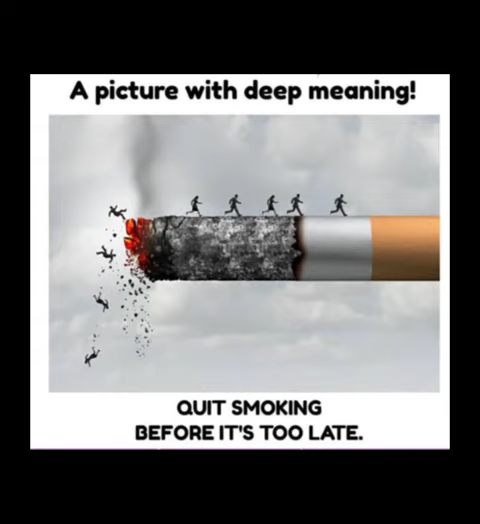 A picture with deep meaning!
QUIT SMOKING
BEFORE IT'S TOO LATE.